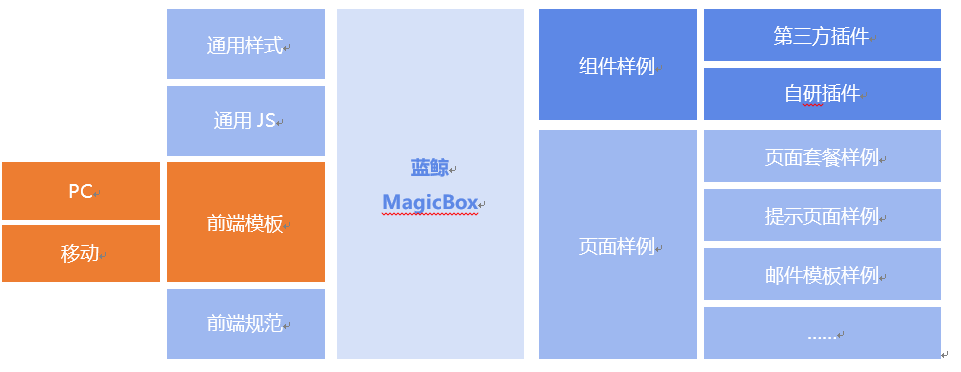 通用样式
通用 JS
PC
移动
前端模板
前端规范
蓝鲸
MagicBox
组件样例
第三方插件
自研插件
页面样例
页面套餐样例
提示页面样例
邮件模板样例
......